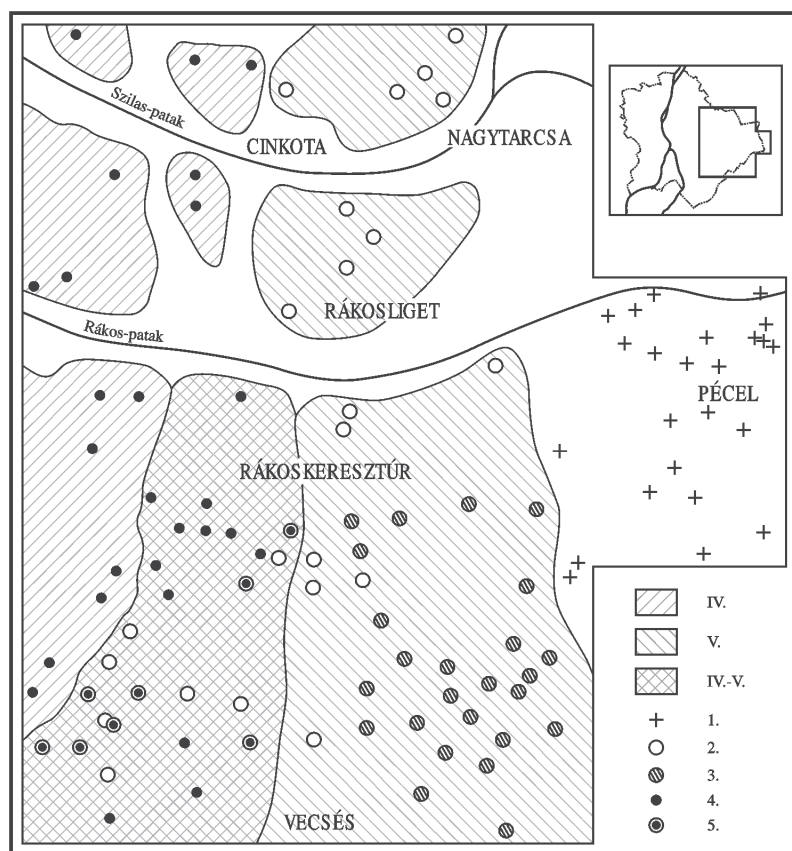 Szilas-patak
CINKOTA
NAGYTARCSA
RÁKOSLIGET
Rákos-patak
PÉCEL
RÁKOSKERESZTÚR
VECSÉS
IV.
V.
IV.-V.
1.
2.
3.
4.
5.